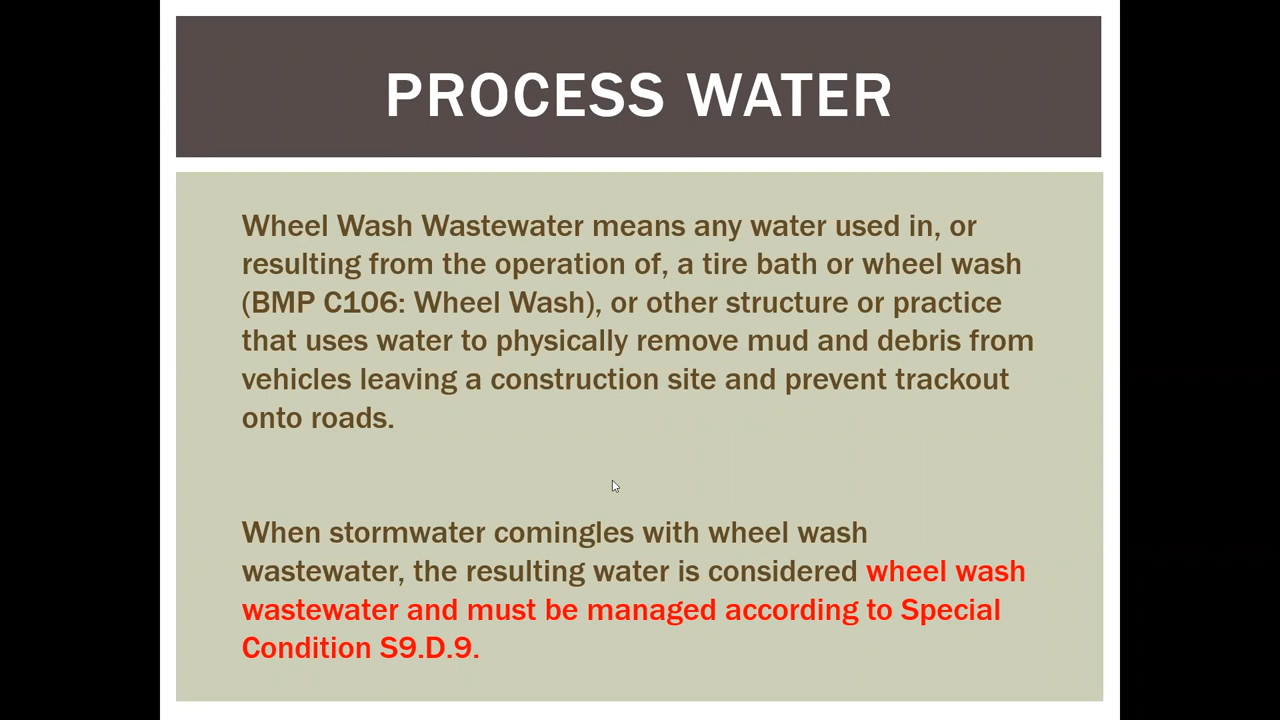 PROCESS WATER
Wheel Wash Wastewater means any water used in, or
resulting from the operation of, a tire bath or wheel wash
(BMP C106: Wheel Wash), or other structure or practice
that uses water to physically remove mud and debris from
vehicles leaving a construction site and prevent trackout
onto roads.
When stormwater comingles with wheel wash
wastewater, the resulting water is considered wheel wash
wastewater and must be managed according to Special
Condition S9.D.9.